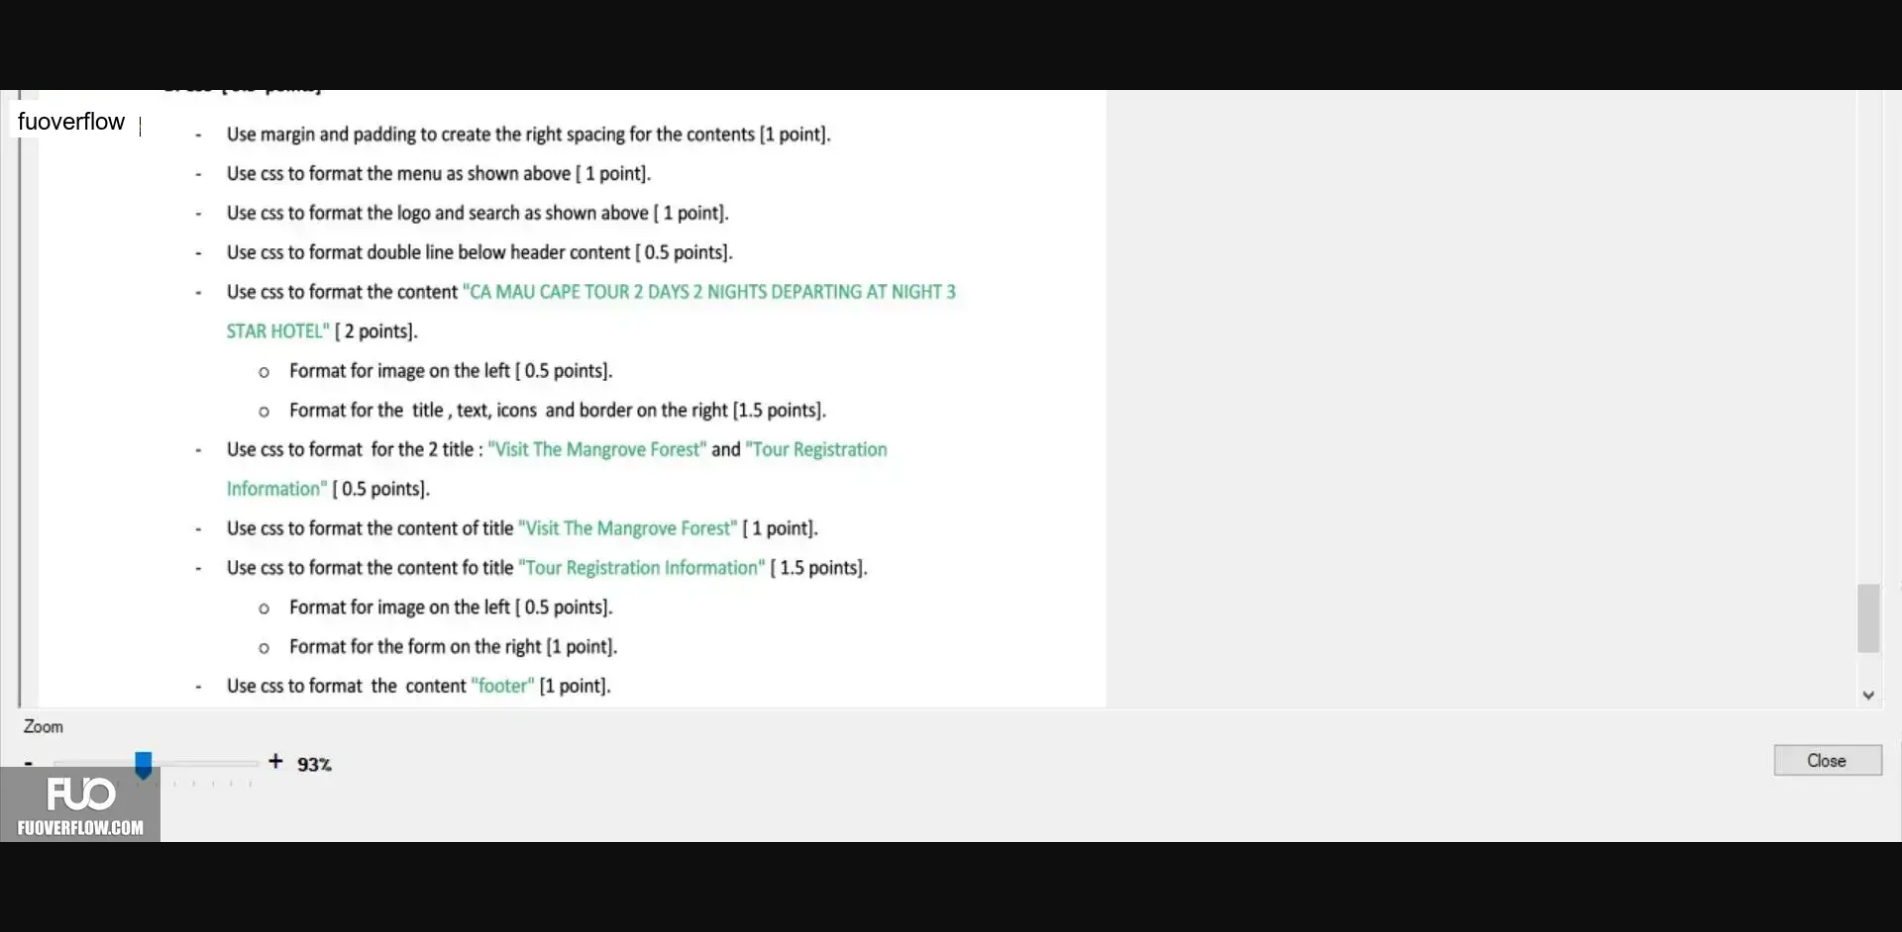 fuoverflow
- Use margin and padding to create the right spacing for the contents [1 point].
- Use css to format the menu as shown above [ 1 point].
- Use css to format the logo and search as shown above [ 1 point].
- Use css to format double line below header content [ 0.5 points].
- Use css to format the content "CA MAU CAPE TOUR 2 DAYS 2 NIGHTS DEPARTING AT NIGHT 3
STAR HOTEL" [ 2 points].
o Format for image on the left [ 0.5 points].
o Format for the title , text, icons and border on the right [1.5 points].
- Use css to format for the 2 title : "Visit The Mangrove Forest" and "Tour Registration
Information" [ 0.5 points].
- Use css to format the content of title "Visit The Mangrove Forest" [ 1 point].
- Use css to format the content fo title "Tour Registration Information" [ 1.5 points].
o Format for image on the left [ 0.5 points].
o Format for the form on the right [1 point].
- Use css to format the content "footer" [1 point].
Zoom
- + 93%
Close
FUO
FUOVERFLOW.COM